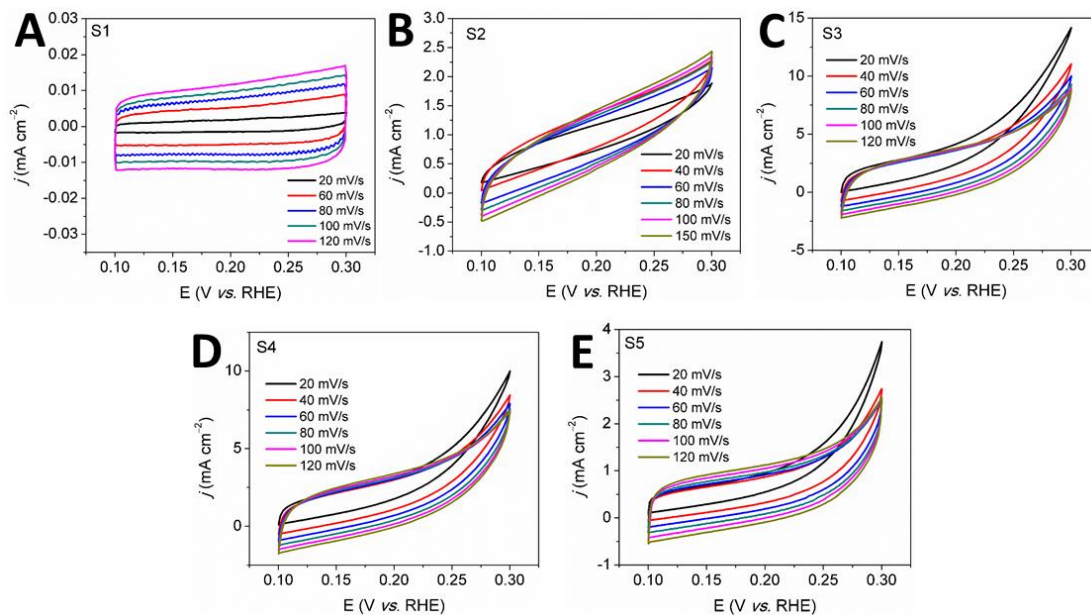 A
S1
0.03
0.02
0.01
0.00
-0.01
-0.02
-0.03
j (mA cm⁻²)
20 mV/s
60 mV/s
80 mV/s
100 mV/s
120 mV/s
0.10 0.15 0.20 0.25 0.30
E (V vs. RHE)
B
S2
3.0
2.5
2.0
1.5
1.0
0.5
0.0
-0.5
-1.0
j (mA cm⁻²)
20 mV/s
40 mV/s
60 mV/s
80 mV/s
100 mV/s
150 mV/s
0.10 0.15 0.20 0.25 0.30
E (V vs. RHE)
C
S3
15
10
5
0
-5
j (mA cm⁻²)
20 mV/s
40 mV/s
60 mV/s
80 mV/s
100 mV/s
120 mV/s
0.10 0.15 0.20 0.25 0.30
E (V vs. RHE)
D
S4
10
5
0
j (mA cm⁻²)
20 mV/s
40 mV/s
60 mV/s
80 mV/s
100 mV/s
120 mV/s
0.10 0.15 0.20 0.25 0.30
E (V vs. RHE)
E
S5
4
3
2
1
0
-1
j (mA cm⁻²)
20 mV/s
40 mV/s
60 mV/s
80 mV/s
100 mV/s
120 mV/s
0.10 0.15 0.20 0.25 0.30
E (V vs. RHE)